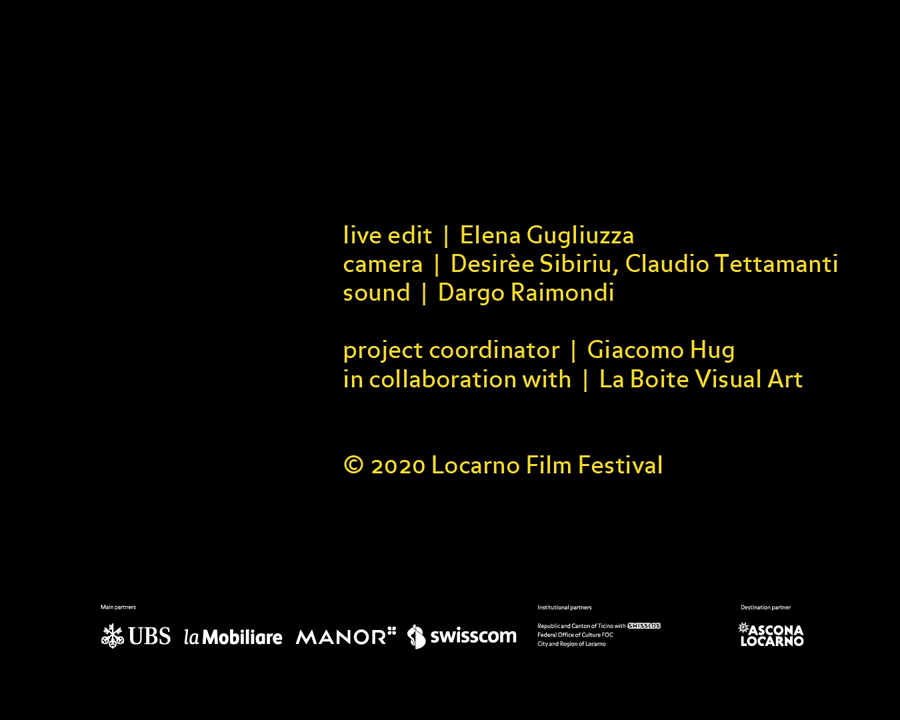 live edit | Elena Gugliuzza
camera | Desirèe Sibiriu, Claudio Tettamanti
sound | Dargo Raimondi
project coordinator | Giacomo Hug
in collaboration with | La Boite Visual Art
© 2020 Locarno Film Festival
Main partners
UBS la Mobiliare MANOR swisscom
Institutional partners
Republic and Canton of Ticino with SWISSLOS
Federal Office of Culture FOC
City and Region of Locarno
Destination partner
ASCONA
LOCARNO